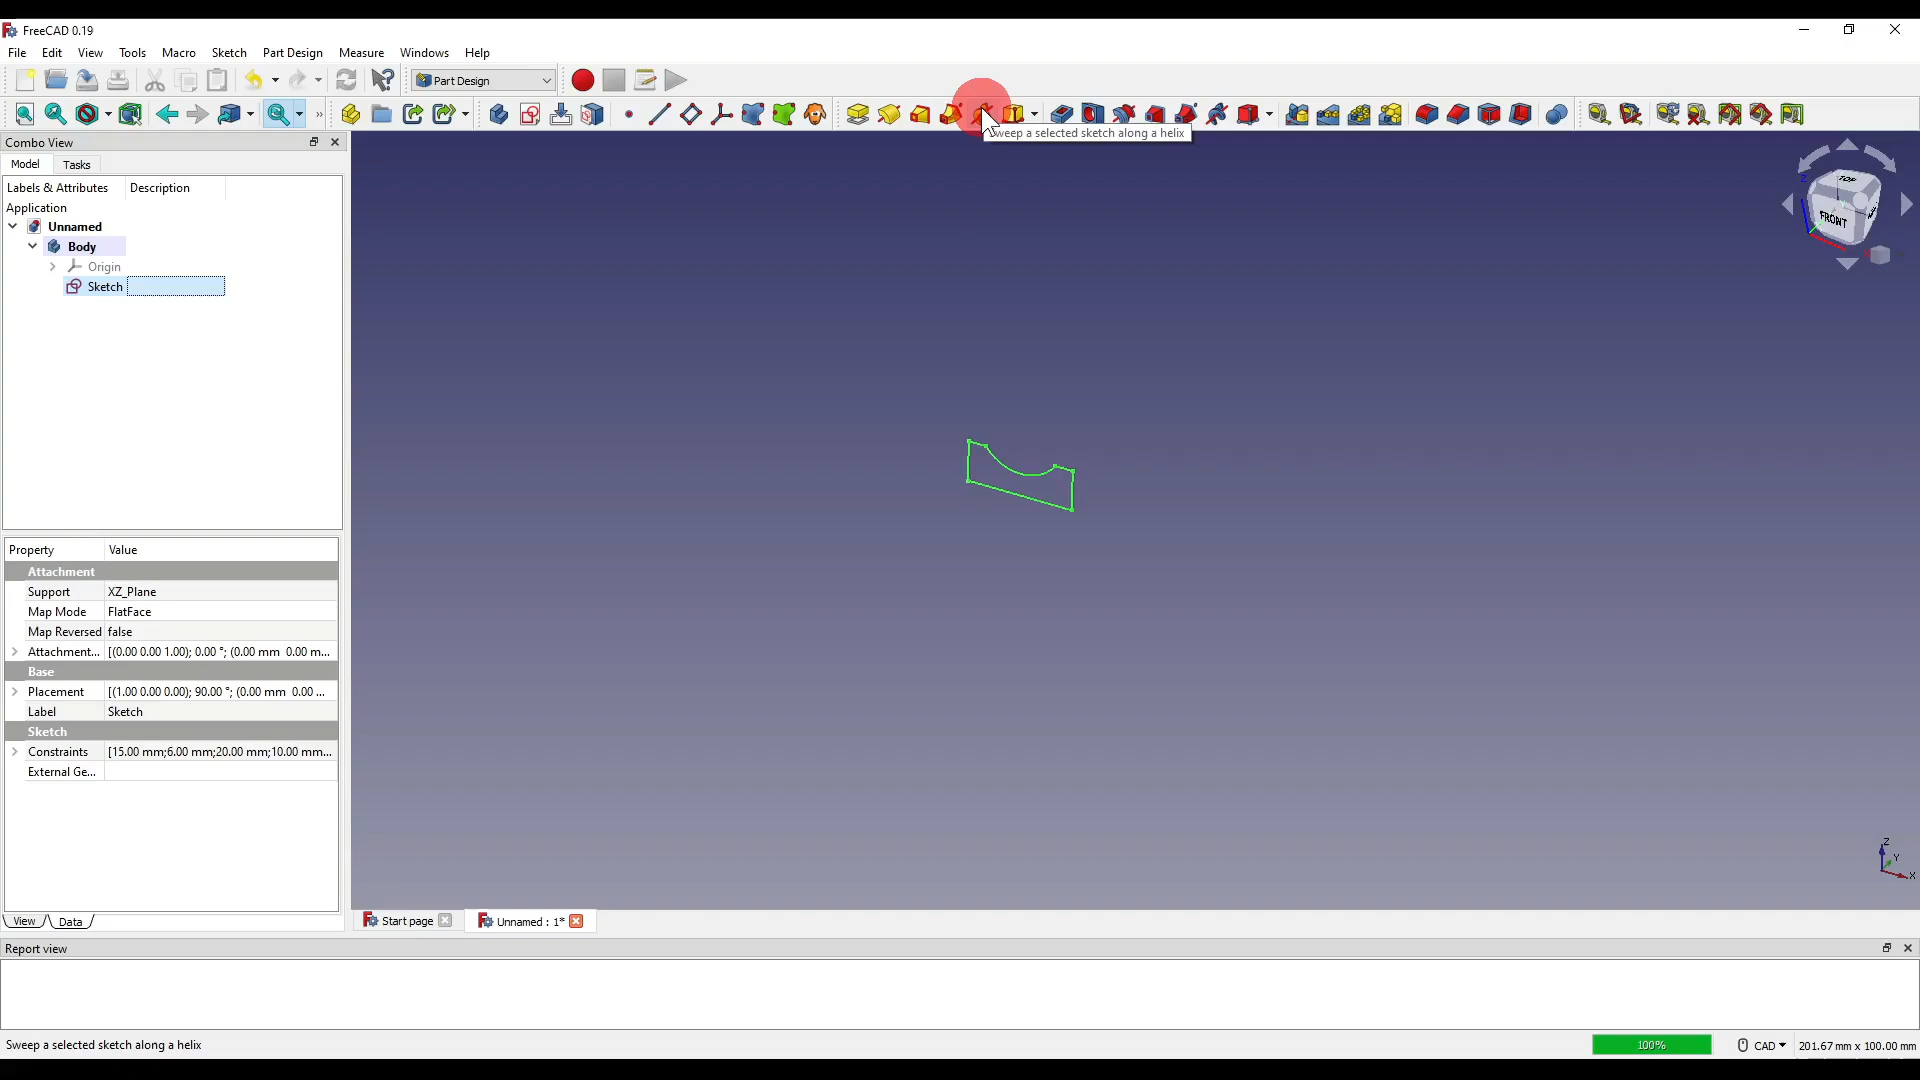 FreeCAD 0.19
File Edit View Tools Macro Sketch Part Design Measure Windows Help
Part Design
Sweep a selected sketch along a helix
Combo View
Model Tasks
Labels & Attributes Description
Application
Unnamed
Body
Origin
Sketch
TOP
FRONT
Z
Property Value
Attachment
Support XZ_Plane
Map Mode FlatFace
Map Reversed false
Attachment... [(0.00 0.00 1.00); 0.00 °; (0.00 mm 0.00 m...
Base
Placement [(1.00 0.00 0.00); 90.00 °; (0.00 mm 0.00 ...
Label Sketch
Sketch
Constraints [15.00 mm;6.00 mm;20.00 mm;10.00 mm...
External Ge...
Z
Y
X
View Data
Start page Unnamed : 1*
Report view
Sweep a selected sketch along a helix 100% CAD 201.67 mm x 100.00 mm